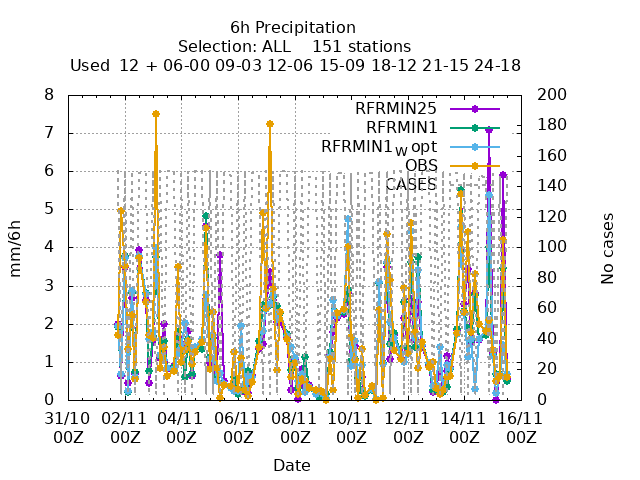 6h Precipitation
Selection: ALL    151 stations
Used  12 + 06-00 09-03 12-06 15-09 18-12 21-15 24-18
mm/6h
No cases
8
7
6
5
4
3
2
1
0
200
180
160
140
120
100
80
60
40
20
0
RFRMIN25
RFRMIN1
RFRMIN1w opt
OBS
CASES
31/10 02/11 04/11 06/11 08/11 10/11 12/11 14/11 16/11
00Z 00Z 00Z 00Z 00Z 00Z 00Z 00Z 00Z
Date